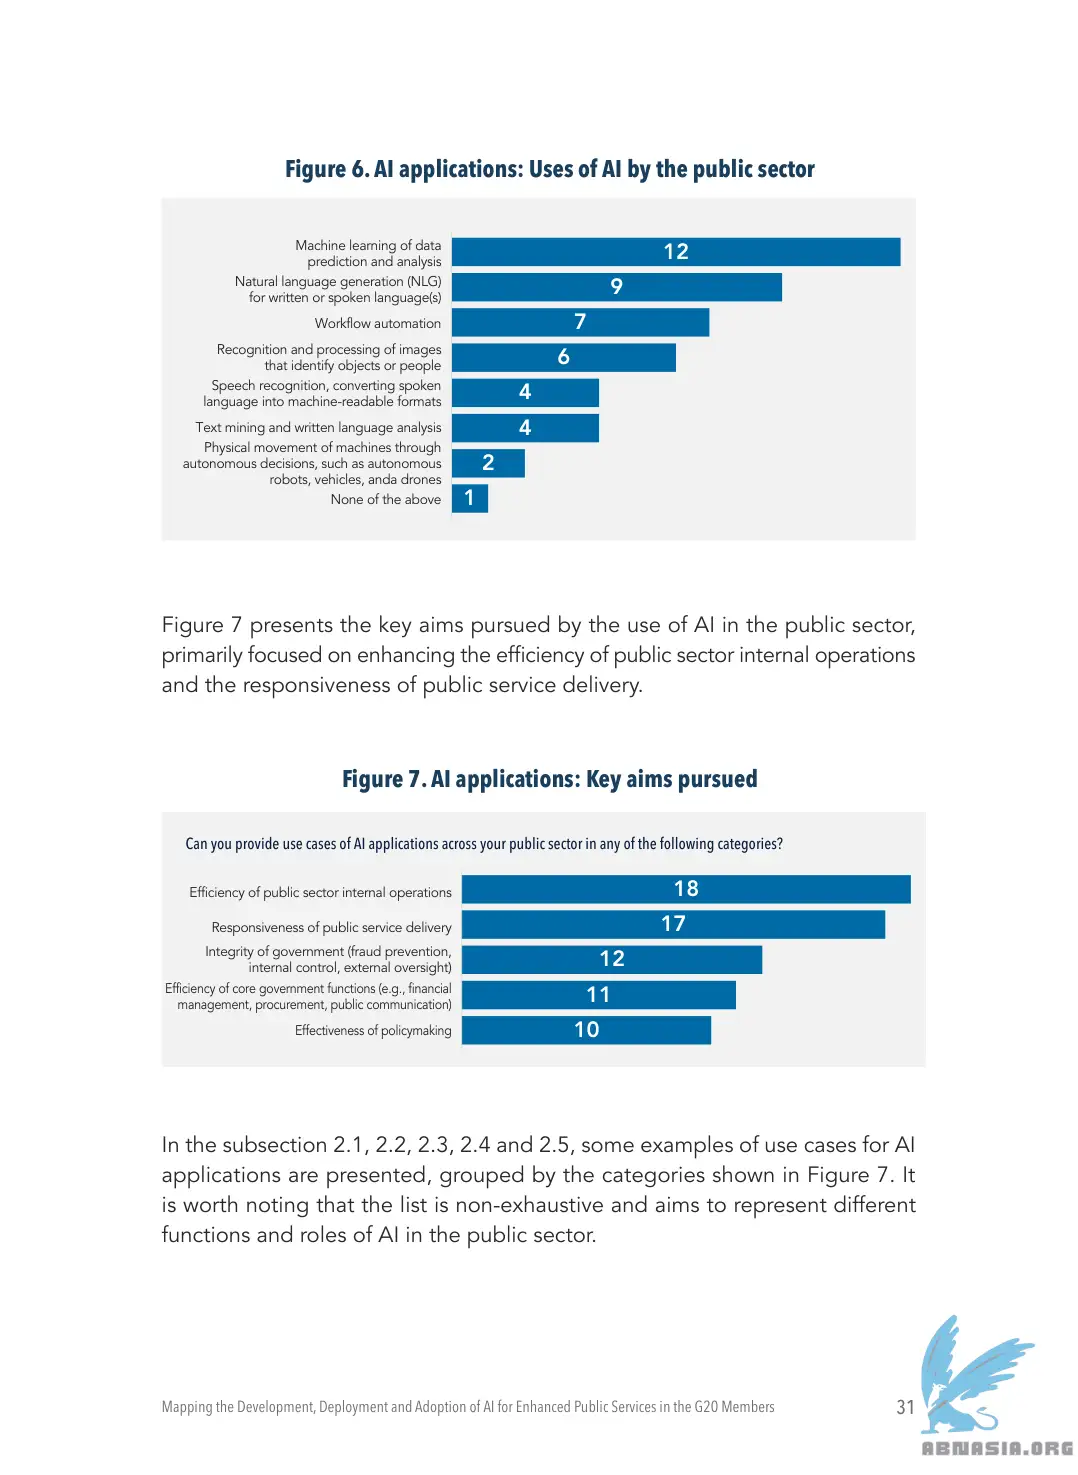 Figure 6. AI applications: Uses of AI by the public sector
Machine learning of data
prediction and analysis
12
Natural language generation (NLG)
for written or spoken language(s)
9
Workflow automation
7
Recognition and processing of images
that identify objects or people
6
Speech recognition, converting spoken
language into machine-readable formats
4
Text mining and written language analysis
4
Physical movement of machines through
autonomous decisions, such as autonomous
robots, vehicles, anda drones
2
None of the above
1
Figure 7 presents the key aims pursued by the use of AI in the public sector,
primarily focused on enhancing the efficiency of public sector internal operations
and the responsiveness of public service delivery.
Figure 7. AI applications: Key aims pursued
Can you provide use cases of AI applications across your public sector in any of the following categories?
Efficiency of public sector internal operations
18
Responsiveness of public service delivery
17
Integrity of government (fraud prevention,
internal control, external oversight)
12
Efficiency of core government functions (e.g., financial
management, procurement, public communication)
11
Effectiveness of policymaking
10
In the subsection 2.1, 2.2, 2.3, 2.4 and 2.5, some examples of use cases for AI
applications are presented, grouped by the categories shown in Figure 7. It
is worth noting that the list is non-exhaustive and aims to represent different
functions and roles of AI in the public sector.
Mapping the Development, Deployment and Adoption of AI for Enhanced Public Services in the G20 Members
31
ABNASIA.ORG